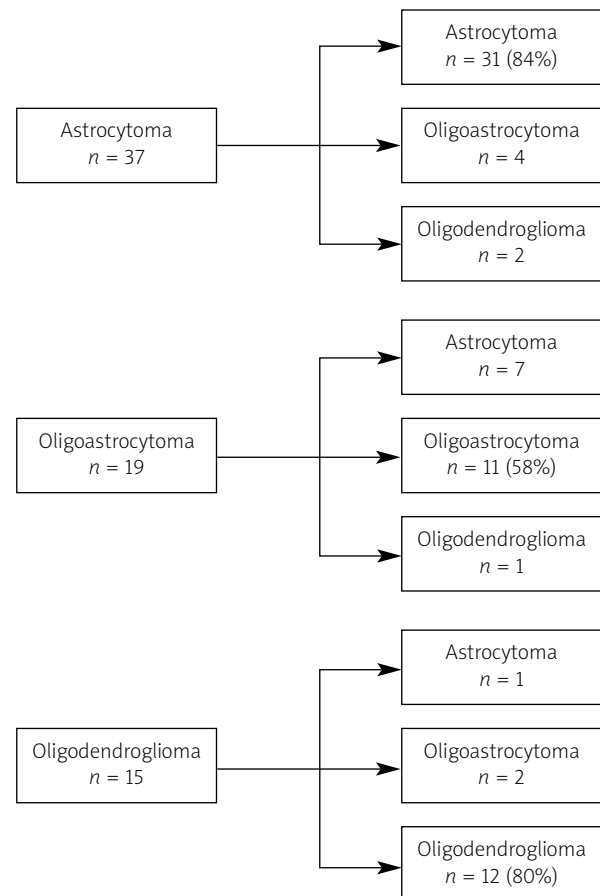 Astrocytoma
n = 37
Astrocytoma
n = 31 (84%)
Oligoastrocytoma
n = 4
Oligodendroglioma
n = 2
Oligoastrocytoma
n = 19
Astrocytoma
n = 7
Oligoastrocytoma
n = 11 (58%)
Oligodendroglioma
n = 1
Oligodendroglioma
n = 15
Astrocytoma
n = 1
Oligoastrocytoma
n = 2
Oligodendroglioma
n = 12 (80%)